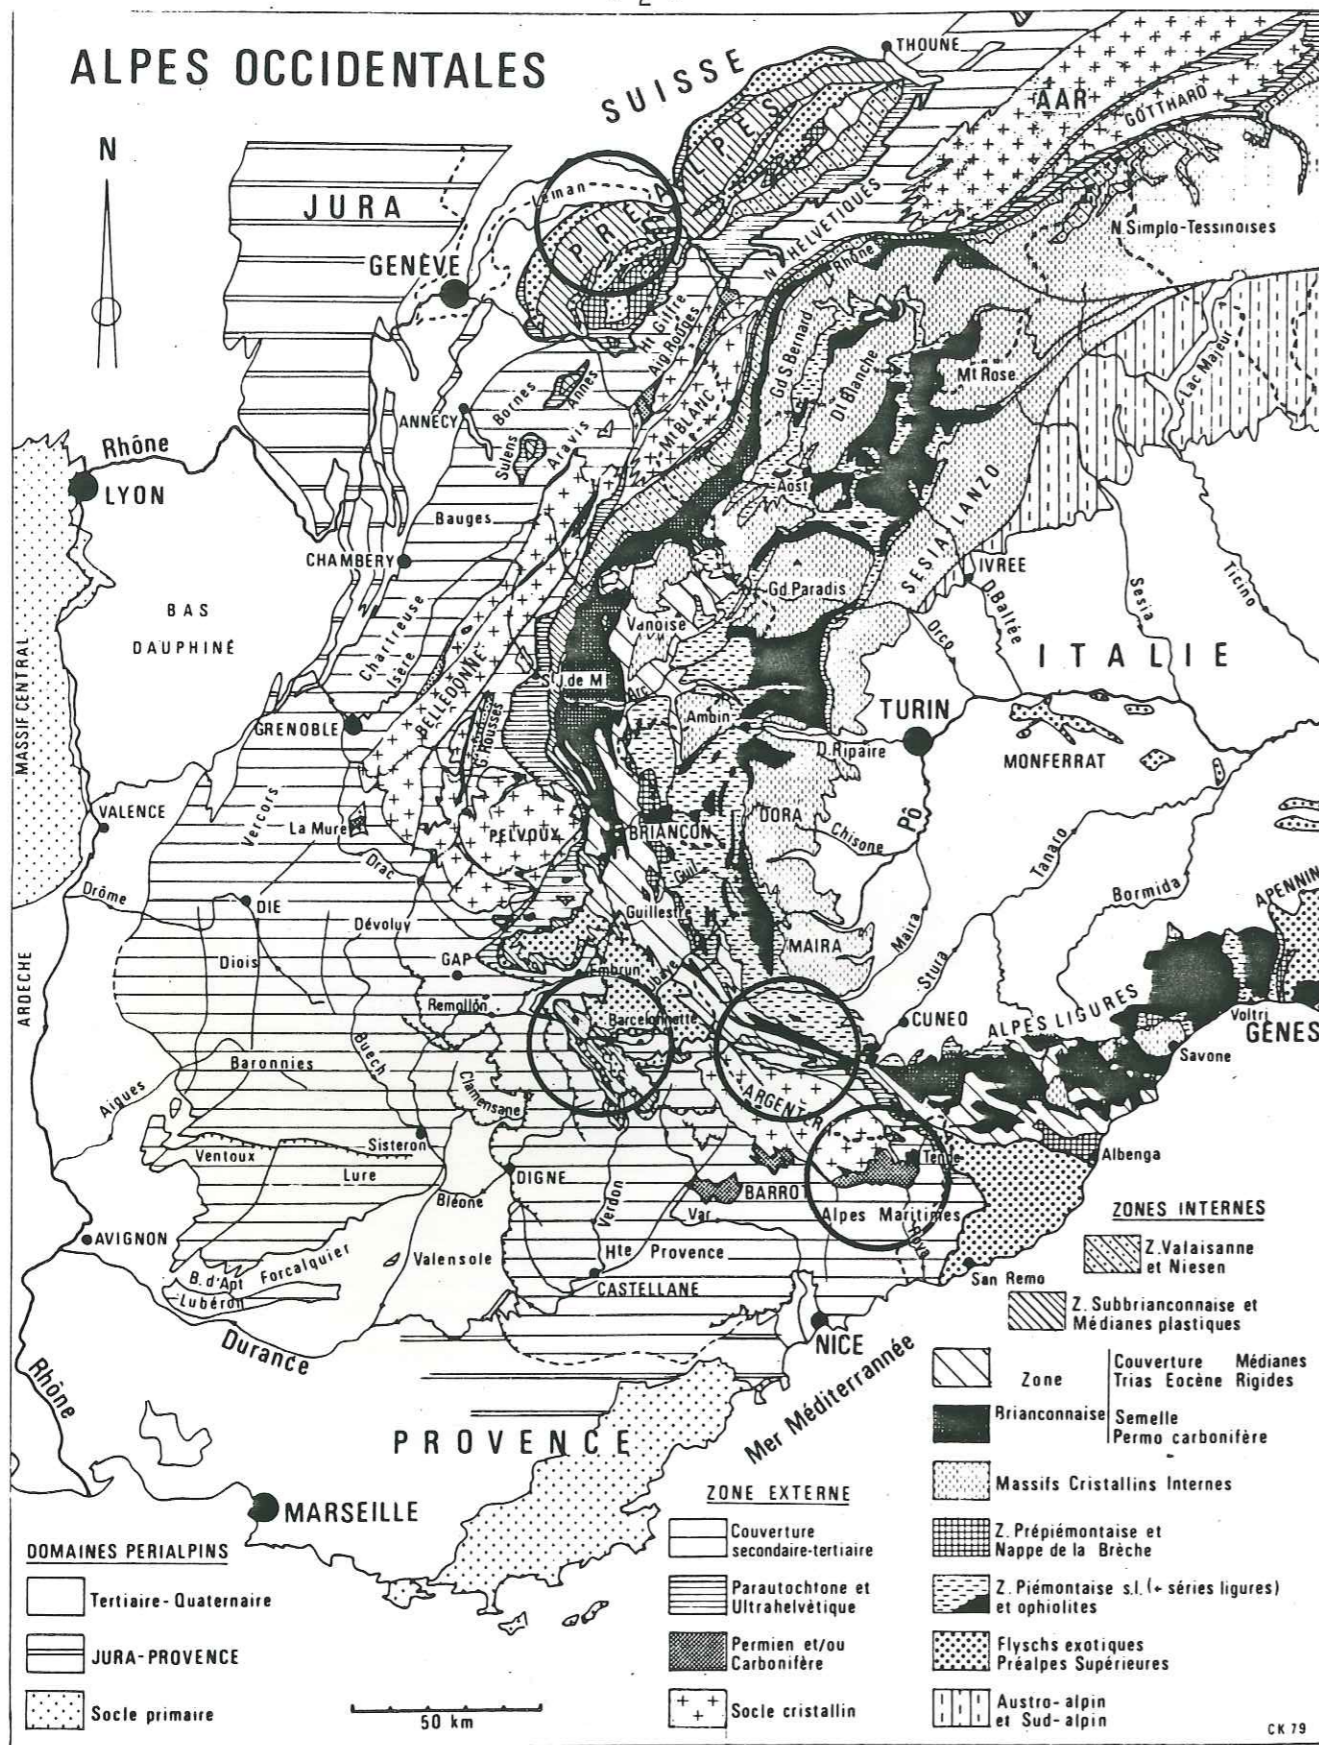 2
ALPES OCCIDENTALES
SUISSE
THOUNE
AAR
GOTTHARD
N
JURA
Léman
PRÉALPES
N. HELVETIQUES
Rhône
N. Simplo-Tessinoises
GENÈVE
Ht Giffre
Aig Rouges
Gd S. Bernard
Dt Blanche
Mt Rose
Lac Majeur
Bornes
Annes
ANNECY
Sulens
Aravis
Mt BLANC
Rhône
LYON
Aost
SESIA-LANZO
Bauges
CHAMBÉRY
IVREE
D. Baltée
Gd Paradis
Sesia
Ticino
BAS
DAUPHINÉ
Chartreuse
Isère
Vanoise
Orco
ITALIE
MASSIF CENTRAL
BELLEDONNE
S. J. de M
Arc
Ambin
TURIN
GRENOBLE
Gdes Rousses
D. Ripaire
MONFERRAT
VALENCE
Vercors
La Mure
PELVOUX
BRIANÇON
DORA
Chisone
Pô
Tanaro
Drac
Guil
Bormida
APENNIN
Drôme
DIE
Dévoluy
Guillestre
MAIRA
Maira
Stura
ARDECHE
Diois
GAP
Embrun
Ubaye
Remollon
Barcelonnette
CUNEO
ALPES LIGURES
Voltri
GÊNES
Savone
Baronnies
Buech
Clamensane
ARGENTERA
Aigues
Sisteron
Tende
Albenga
Ventoux
Lure
DIGNE
Bléone
Verdon
BARROT
Var
Alpes Maritimes
Roya
AVIGNON
B. d'Apt
Forcalquier
Valensole
Hte Provence
San Remo
Lubéron
CASTELLANE
Durance
NICE
Rhône
Mer Méditerrannée
PROVENCE
MARSEILLE
ZONES INTERNES
Z. Valaisanne
et Niesen
Z. Subbrianconnaise et
Médianes plastiques
Zone
Brianconnaise
Couverture Médianes
Trias Eocène Rigides
Semelle
Permo carbonifère
Massifs Cristallins Internes
Z. Prépiémontaise et
Nappe de la Brèche
Z. Piémontaise s.l. (+ séries ligures)
et ophiolites
Flyschs exotiques
Préalpes Supérieures
Austro-alpin
et Sud-alpin
ZONE EXTERNE
Couverture
secondaire-tertiaire
Parautochtone et
Ultrahelvètique
Permien et/ou
Carbonifère
Socle cristallin
DOMAINES PERIALPINS
Tertiaire-Quaternaire
JURA-PROVENCE
Socle primaire
50 km
CK 79